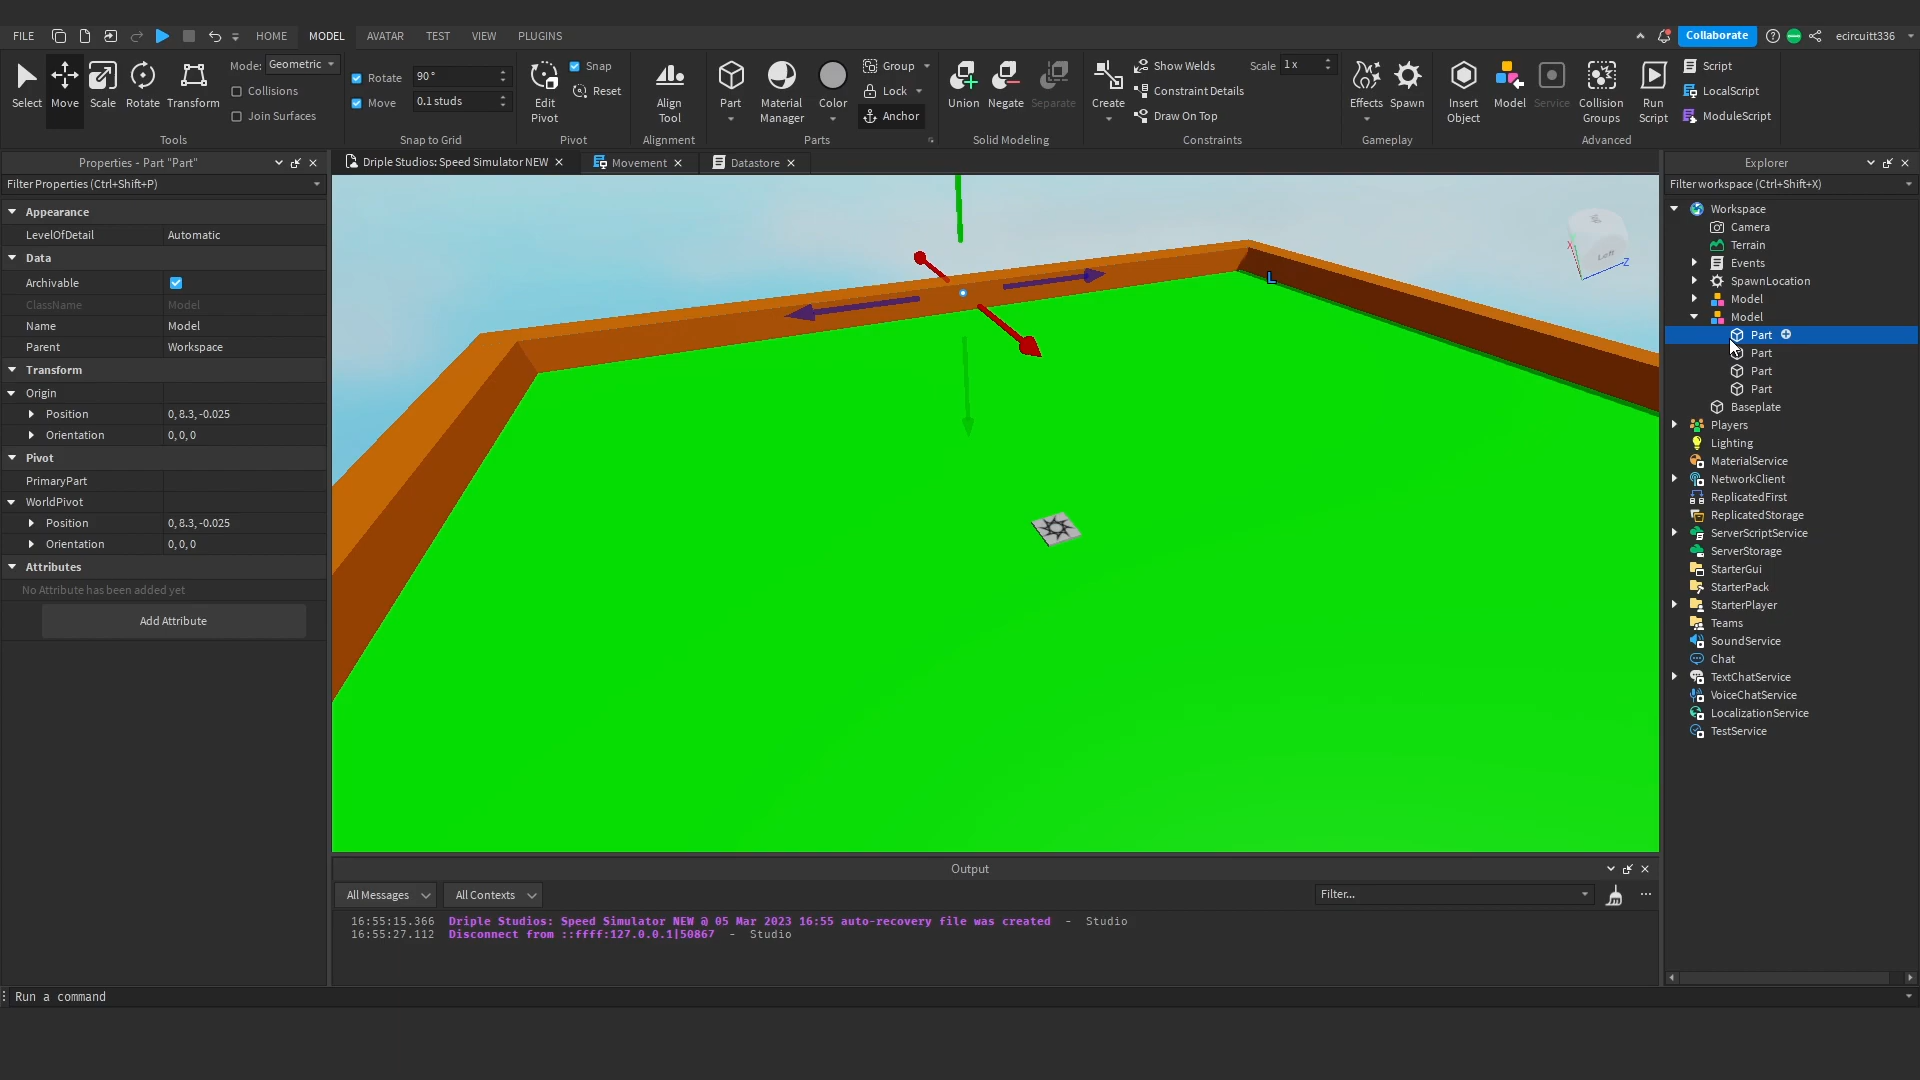 FILE HOME MODEL AVATAR TEST VIEW PLUGINS Collaborate ecircuitt336
Select Move Scale Rotate Transform
Mode: Geometric
Collisions
Join Surfaces
Tools
Rotate 90°
Move 0.1 studs
Snap to Grid
Edit Pivot
Snap
Reset
Pivot
Align Tool
Alignment
Part
Material Manager
Color
Group
Lock
Anchor
Parts
Union Negate Separate
Solid Modeling
Create
Show Welds
Constraint Details
Draw On Top
Scale 1x
Constraints
Effects Spawn
Gameplay
Insert Object
Model
Service
Collision Groups
Run Script
Script
LocalScript
ModuleScript
Advanced
Properties - Part "Part"
Filter Properties (Ctrl+Shift+P)
Appearance
LevelOfDetail Automatic
Data
Archivable
ClassName Model
Name Model
Parent Workspace
Transform
Origin
Position 0, 8.3, -0.025
Orientation 0, 0, 0
Pivot
PrimaryPart
WorldPivot
Position 0, 8.3, -0.025
Orientation 0, 0, 0
Attributes
No Attribute has been added yet
Add Attribute
Driple Studios: Speed Simulator NEW Movement Datastore
X
Left
Z
L
Output
All Messages All Contexts Filter...
16:55:15.366 Driple Studios: Speed Simulator NEW @ 05 Mar 2023 16:55 auto-recovery file was created - Studio
16:55:27.112 Disconnect from ::ffff:127.0.0.1|50867 - Studio
Run a command
Explorer
Filter workspace (Ctrl+Shift+X)
Workspace
Camera
Terrain
Events
SpawnLocation
Model
Model
Part
Part
Part
Part
Baseplate
Players
Lighting
MaterialService
NetworkClient
ReplicatedFirst
ReplicatedStorage
ServerScriptService
ServerStorage
StarterGui
StarterPack
StarterPlayer
Teams
SoundService
Chat
TextChatService
VoiceChatService
LocalizationService
TestService